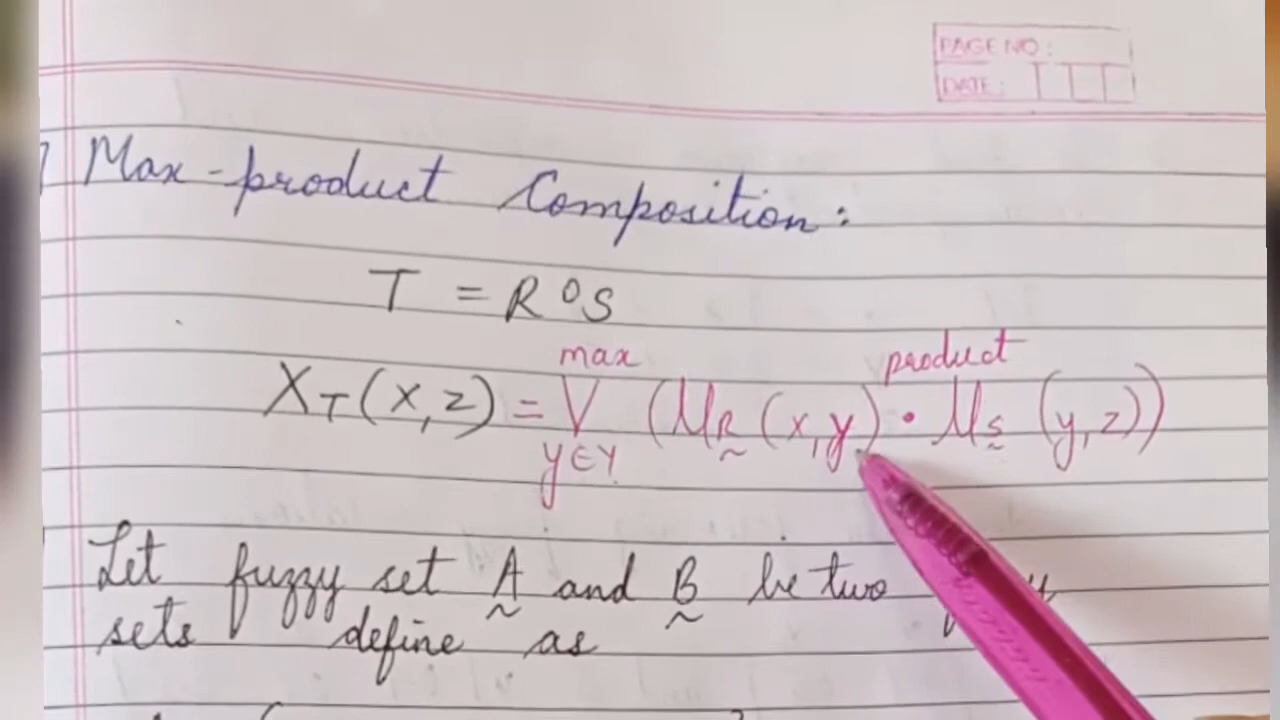 PAGE NO :
DATE :
Max-product Composition:
T = R o S
max product
X_T(x,z) = V (μ_R (x,y) • μ_S (y,z))
y∈Y
Let fuzzy set A and B be two
~ ~
sets define as